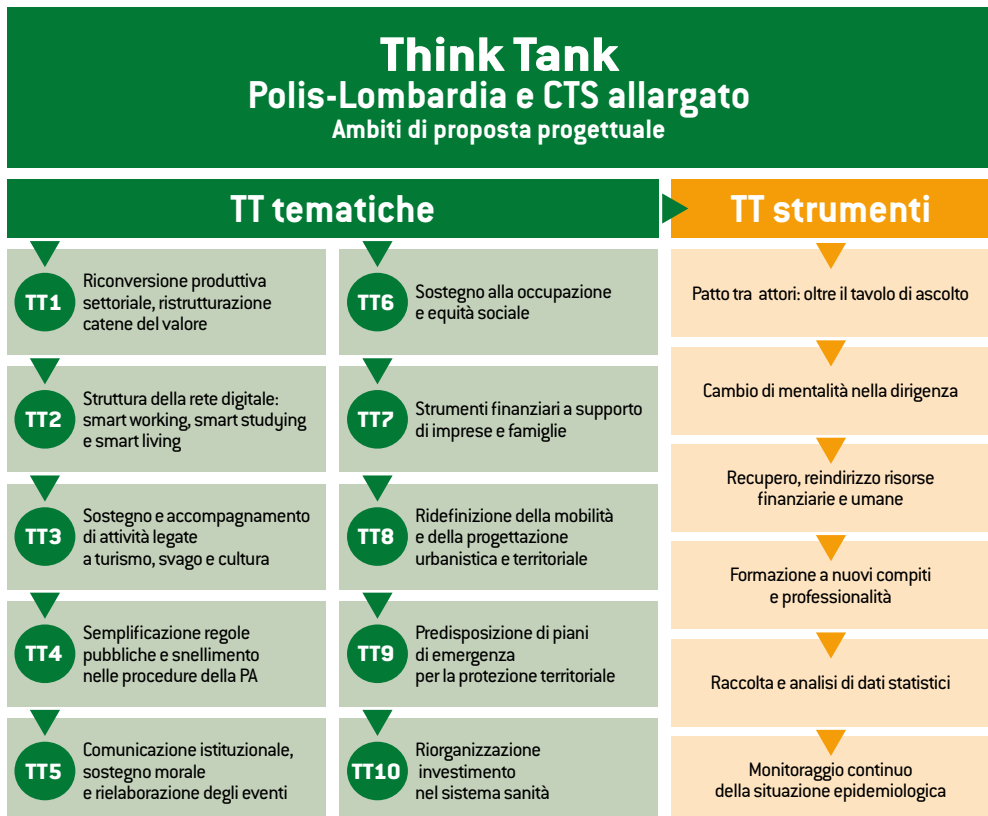 Think Tank
Polis-Lombardia e CTS allargato
Ambiti di proposta progettuale
TT tematiche
TT1
Riconversione produttiva
settoriale, ristrutturazione
catene del valore
TT2
Struttura della rete digitale:
smart working, smart studying
e smart living
TT3
Sostegno e accompagnamento
di attività legate
a turismo, svago e cultura
TT4
Semplificazione regole
pubbliche e snellimento
nelle procedure della PA
TT5
Comunicazione istituzionale,
sostegno morale
e rielaborazione degli eventi
TT6
Sostegno alla occupazione
e equità sociale
TT7
Strumenti finanziari a supporto
di imprese e famiglie
TT8
Ridefinizione della mobilità
e della progettazione
urbanistica e territoriale
TT9
Predisposizione di piani
di emergenza
per la protezione territoriale
TT10
Riorganizzazione
investimento
nel sistema sanità
TT strumenti
Patto tra attori: oltre il tavolo di ascolto
Cambio di mentalità nella dirigenza
Recupero, reindirizzo risorse
finanziarie e umane
Formazione a nuovi compiti
e professionalità
Raccolta e analisi di dati statistici
Monitoraggio continuo
della situazione epidemiologica